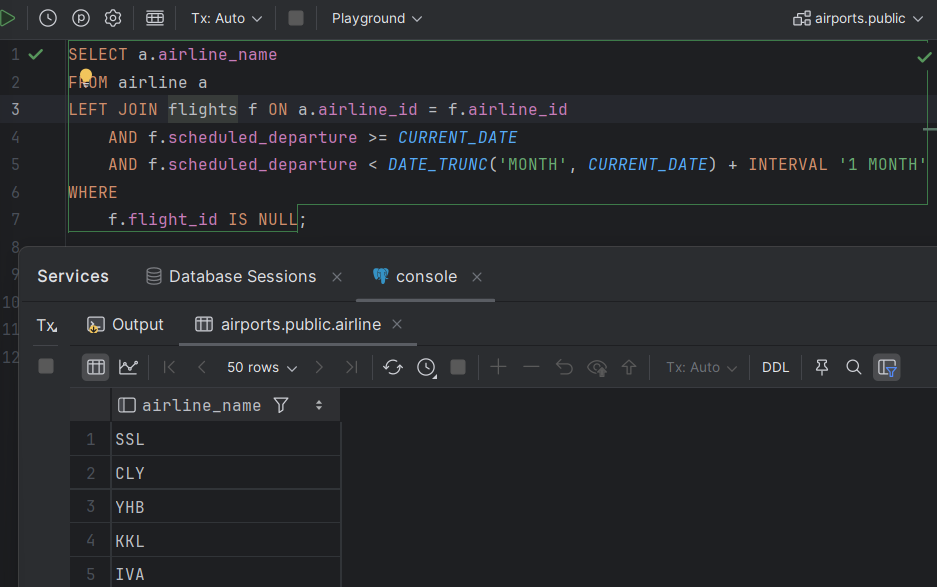 Tx: Auto Playground airports.public
1 SELECT a.airline_name
2 FROM airline a
3 LEFT JOIN flights f ON a.airline_id = f.airline_id
4 AND f.scheduled_departure >= CURRENT_DATE
5 AND f.scheduled_departure < DATE_TRUNC('MONTH', CURRENT_DATE) + INTERVAL '1 MONTH'
6 WHERE
7 f.flight_id IS NULL;
8
9
10
11
12
Services Database Sessions console
Tx Output airports.public.airline
50 rows Tx: Auto DDL
airline_name
1 SSL
2 CLY
3 YHB
4 KKL
5 IVA